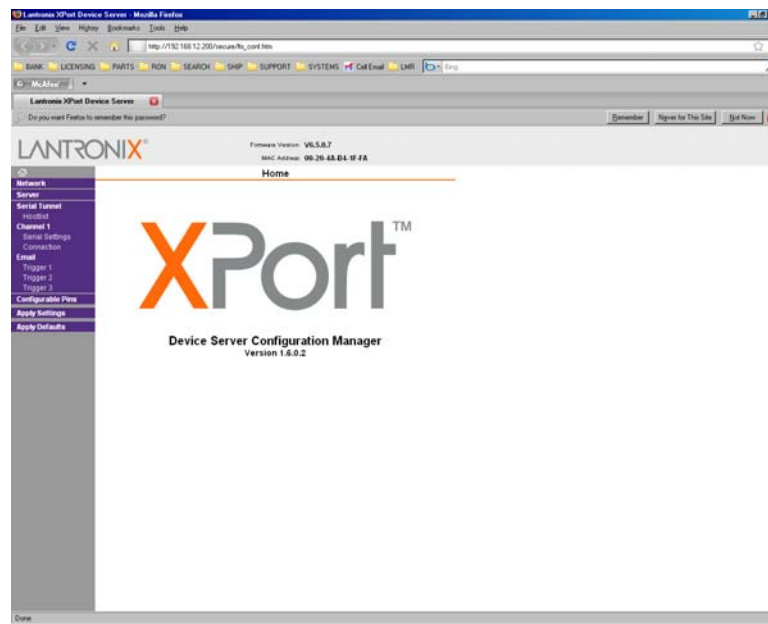 Lantronix XPort Device Server - Mozilla Firefox
File Edit View History Bookmarks Tools Help
http://192.168.12.200/secure/ltx_conf.htm
BANK LICENSING PARTS RON SEARCH SHIP SUPPORT SYSTEMS Cell Email LMR Bing
McAfee
Lantronix XPort Device Server
Do you want Firefox to remember this password?
Remember Never for This Site Not Now
LANTRONIX®
Firmware Version: V6.5.0.7
MAC Address: 00-20-4A-B4-1F-FA
Home
Network
Server
Serial Tunnel
Hostlist
Channel 1
Serial Settings
Connection
Email
Trigger 1
Trigger 2
Trigger 3
Configurable Pins
Apply Settings
Apply Defaults
XPort™
Device Server Configuration Manager
Version 1.6.0.2
Done